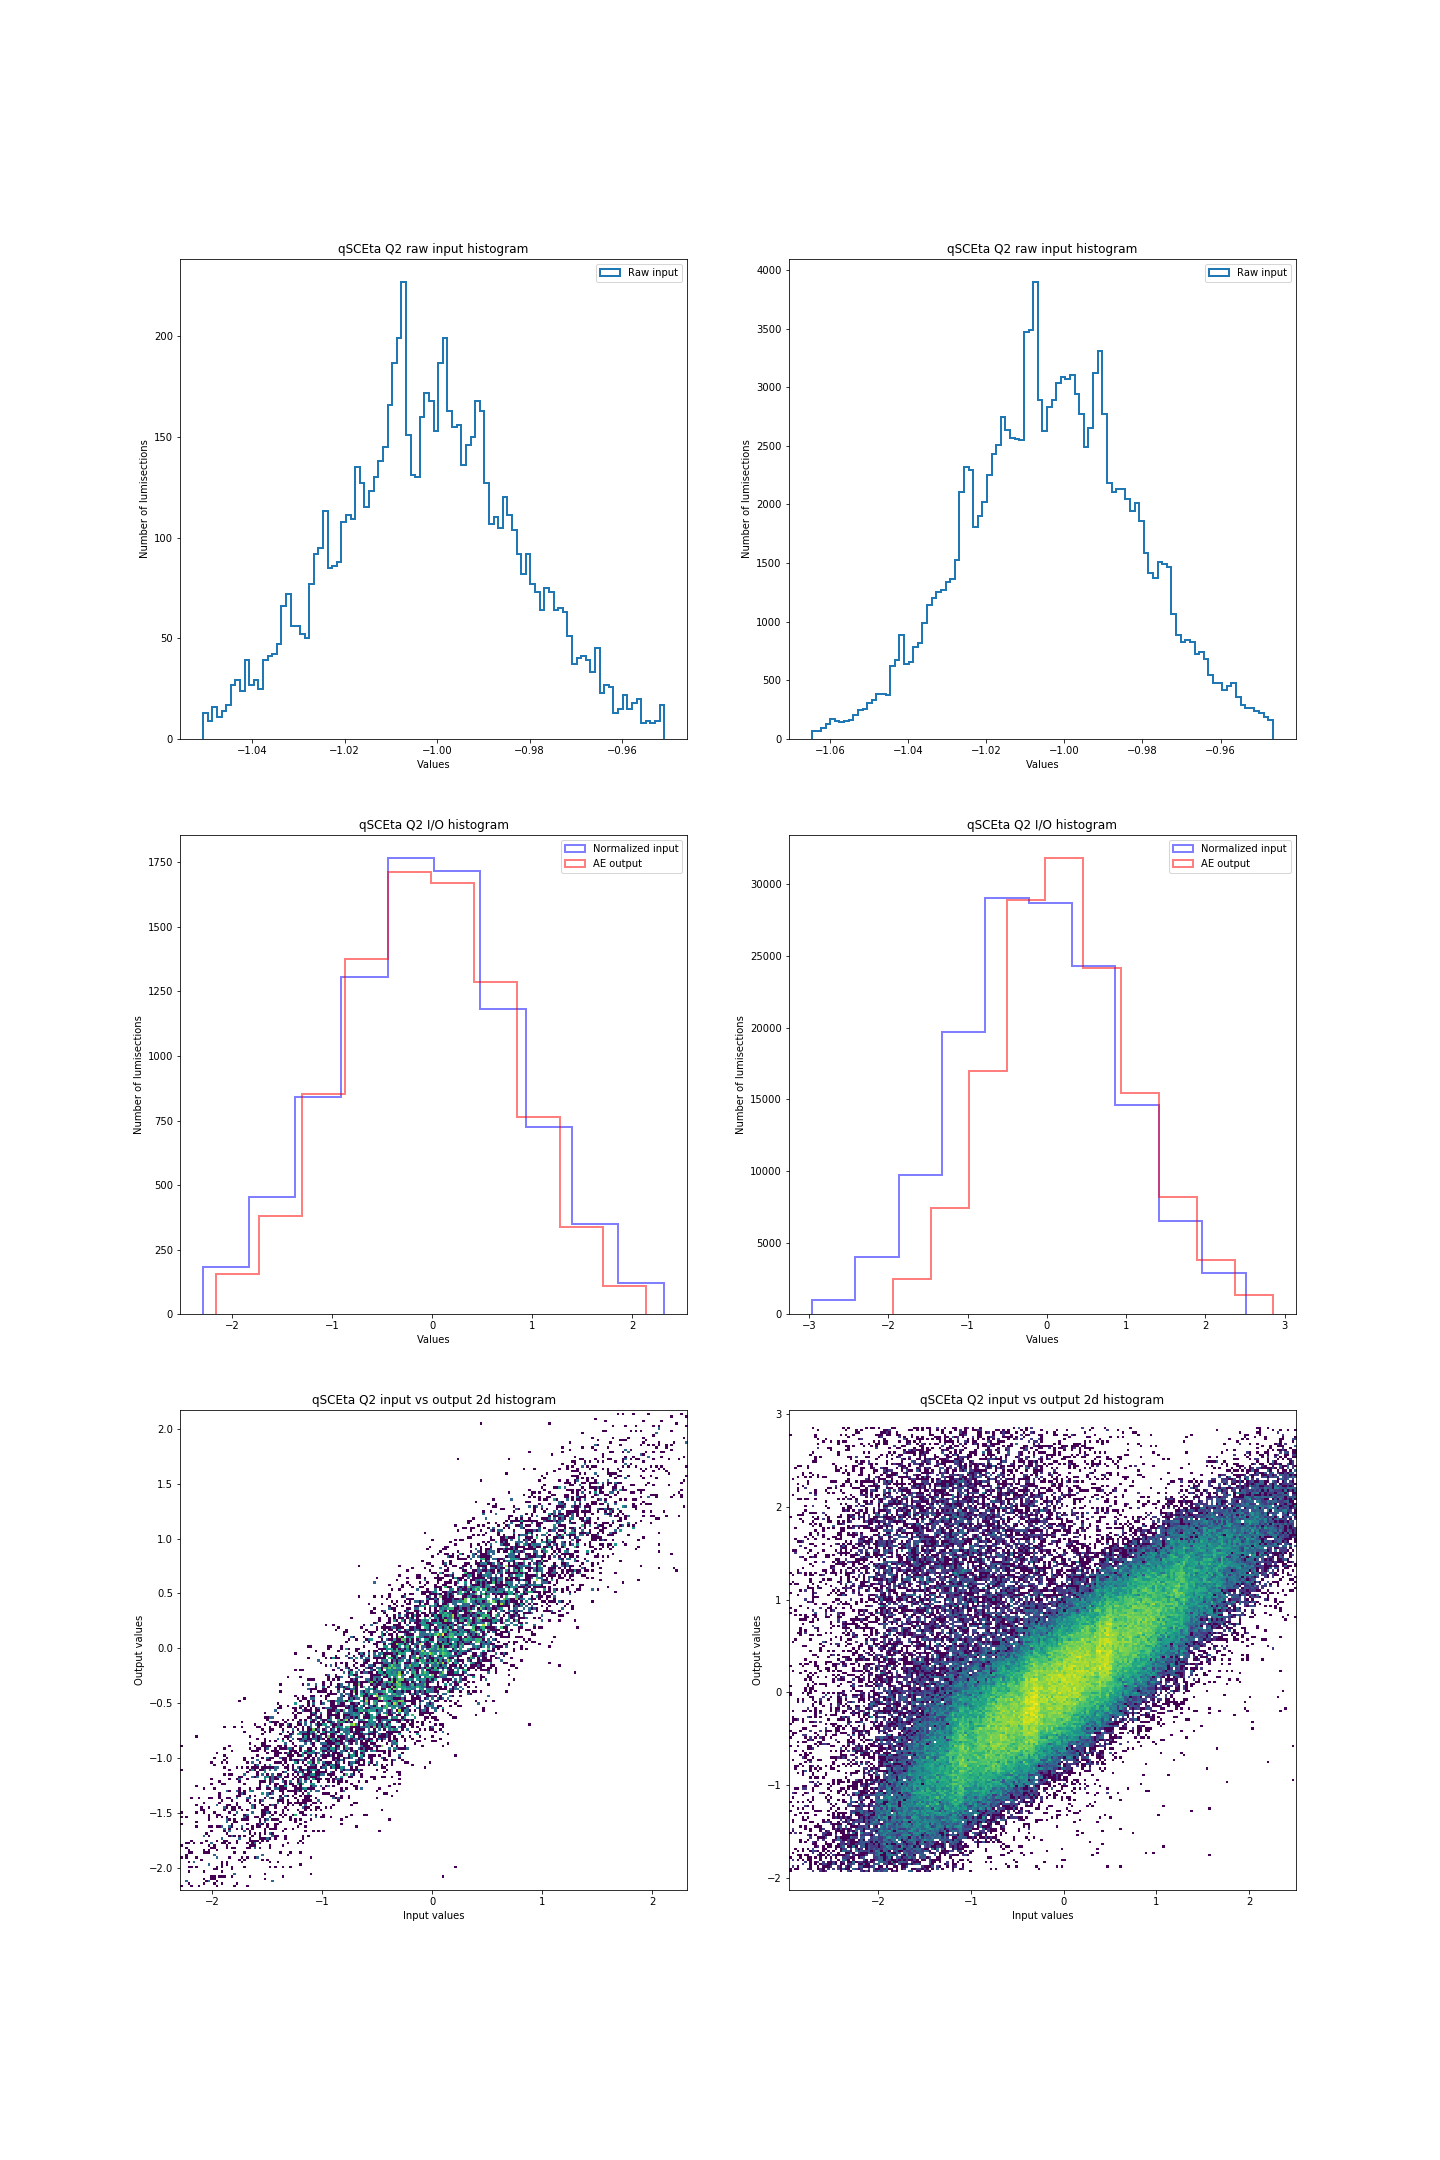 qSCEta Q2 raw input histogram
Raw input
200
150
100
50
0
Number of lumisections
−1.04 −1.02 −1.00 −0.98 −0.96
Values
qSCEta Q2 raw input histogram
Raw input
4000
3500
3000
2500
2000
1500
1000
500
0
Number of lumisections
−1.06 −1.04 −1.02 −1.00 −0.98 −0.96
Values
qSCEta Q2 I/O histogram
Normalized input
AE output
1750
1500
1250
1000
750
500
250
0
Number of lumisections
−2 −1 0 1 2
Values
qSCEta Q2 I/O histogram
Normalized input
AE output
30000
25000
20000
15000
10000
5000
0
Number of lumisections
−3 −2 −1 0 1 2 3
Values
qSCEta Q2 input vs output 2d histogram
2.0
1.5
1.0
0.5
0.0
−0.5
−1.0
−1.5
−2.0
Output values
−2 −1 0 1 2
Input values
qSCEta Q2 input vs output 2d histogram
3
2
1
0
−1
−2
Output values
−2 −1 0 1 2
Input values